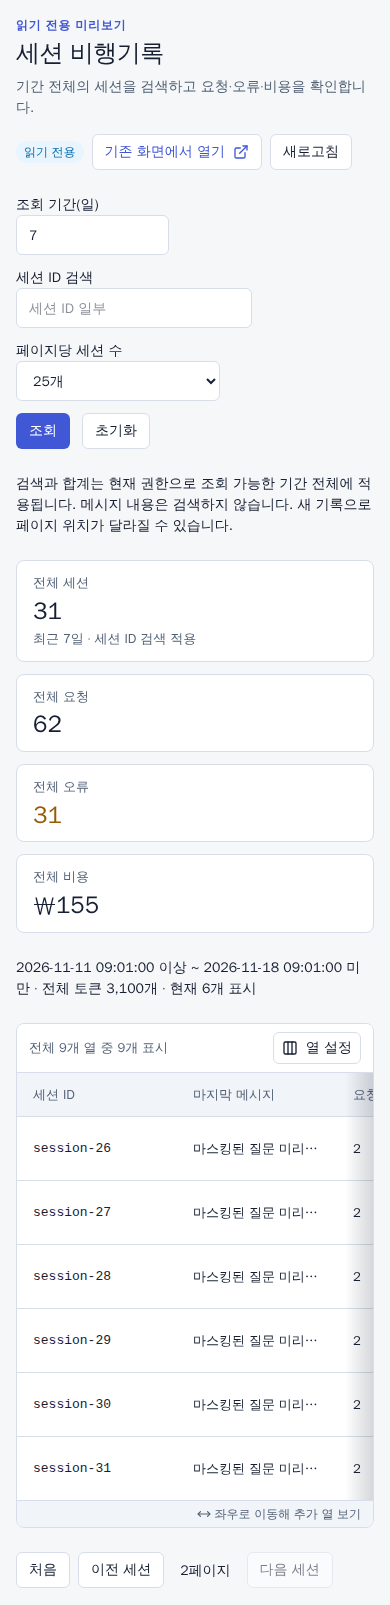 읽기 전용 미리보기
세션 비행기록
기간 전체의 세션을 검색하고 요청·오류·비용을 확인합니
다.
읽기 전용
기존 화면에서 열기
새로고침
조회 기간(일)
7
세션 ID 검색
세션 ID 일부
페이지당 세션 수
25개
조회
초기화
검색과 합계는 현재 권한으로 조회 가능한 기간 전체에 적
용됩니다. 메시지 내용은 검색하지 않습니다. 새 기록으로
페이지 위치가 달라질 수 있습니다.
전체 세션
31
최근 7일 · 세션 ID 검색 적용
전체 요청
62
전체 오류
31
전체 비용
₩155
2026-11-11 09:01:00 이상 ~ 2026-11-18 09:01:00 미
만 · 전체 토큰 3,100개 · 현재 6개 표시
전체 9개 열 중 9개 표시
열 설정
세션 ID 마지막 메시지 요청
session-26 마스킹된 질문 미리… 2
session-27 마스킹된 질문 미리… 2
session-28 마스킹된 질문 미리… 2
session-29 마스킹된 질문 미리… 2
session-30 마스킹된 질문 미리… 2
session-31 마스킹된 질문 미리… 2
↔ 좌우로 이동해 추가 열 보기
처음
이전 세션
2페이지
다음 세션